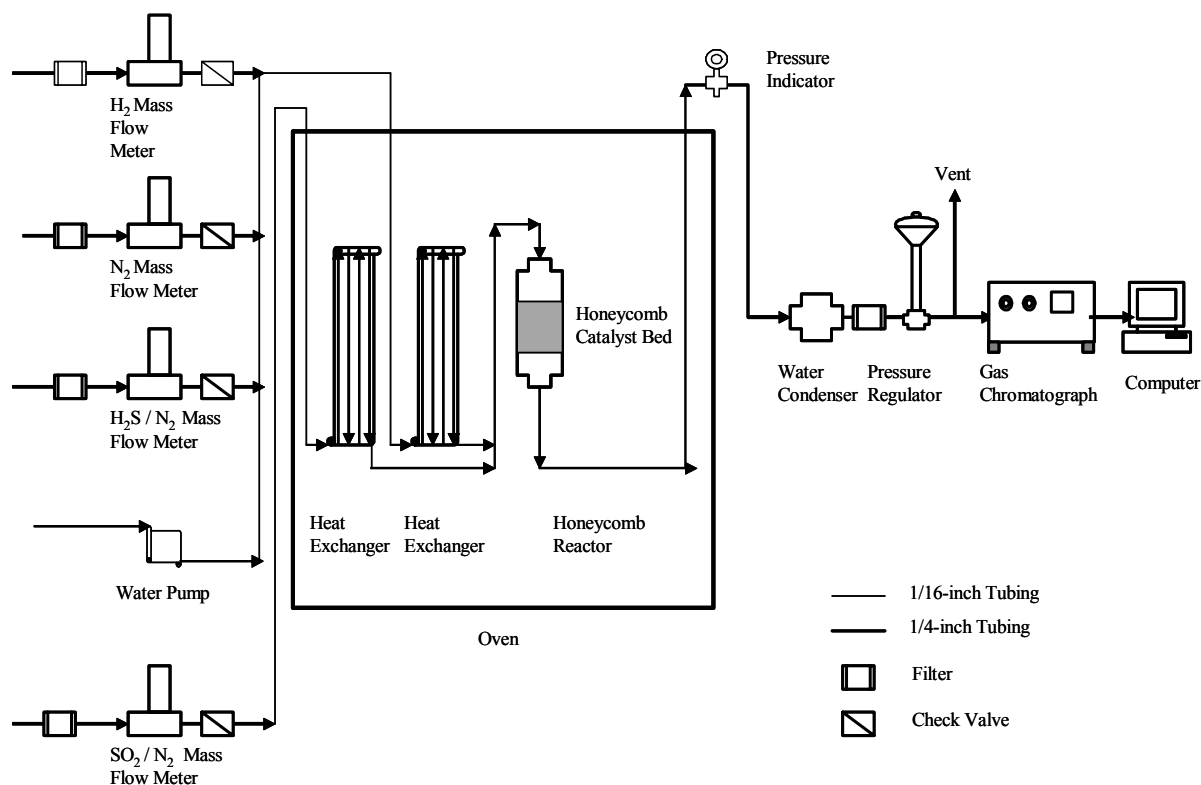 H2 Mass
Flow
Meter
N2 Mass
Flow Meter
H2S / N2 Mass
Flow Meter
Water Pump
SO2 / N2 Mass
Flow Meter
Heat
Exchanger
Heat
Exchanger
Honeycomb
Catalyst Bed
Honeycomb
Reactor
Oven
Pressure
Indicator
Vent
Water
Condenser
Pressure
Regulator
Gas
Chromatograph
Computer
1/16-inch Tubing
1/4-inch Tubing
Filter
Check Valve